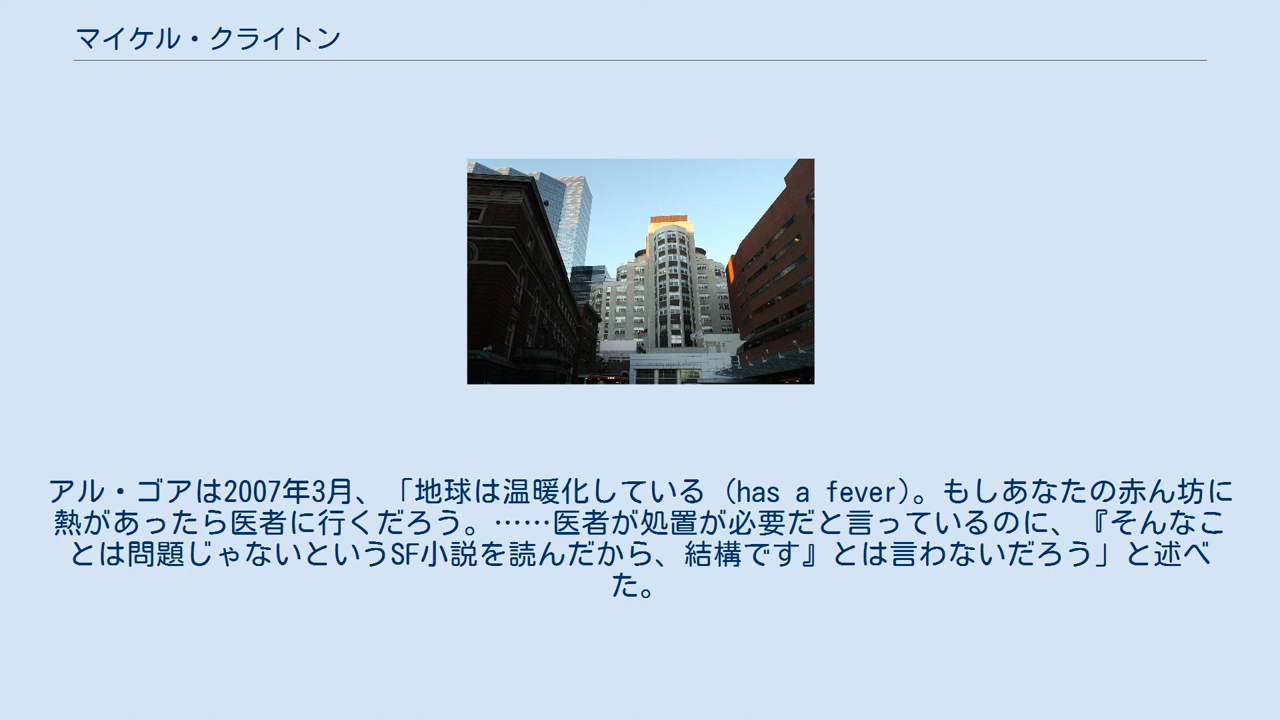 マイケル・クライトン
アル・ゴアは2007年3月、「地球は温暖化している（has a fever）。もしあなたの赤ん坊に
熱があったら医者に行くだろう。……医者が処置が必要だと言っているのに、『そんなこ
とは問題じゃないというSF小説を読んだから、結構です』とは言わないだろう」と述べ
た。